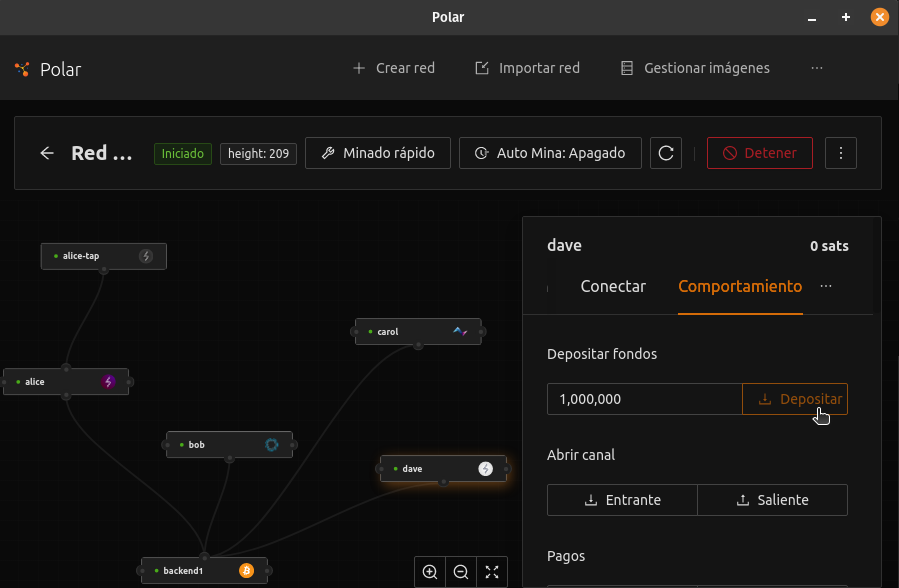 Polar
Polar
Crear red
Importar red
Gestionar imágenes
Red ...
Iniciado
height: 209
Minado rápido
Auto Mina: Apagado
Detener
alice-tap
carol
alice
bob
dave
backend1
dave
0 sats
Conectar
Comportamiento
Depositar fondos
1,000,000
Depositar
Abrir canal
Entrante
Saliente
Pagos